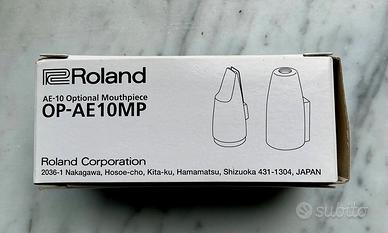 Roland
AE-10 Optional Mouthpiece
OP-AE10MP
Roland Corporation
2036-1 Nakagawa, Hosoe-cho, Kita-ku, Hamamatsu, Shizuoka 431-1304, JAPAN
subito